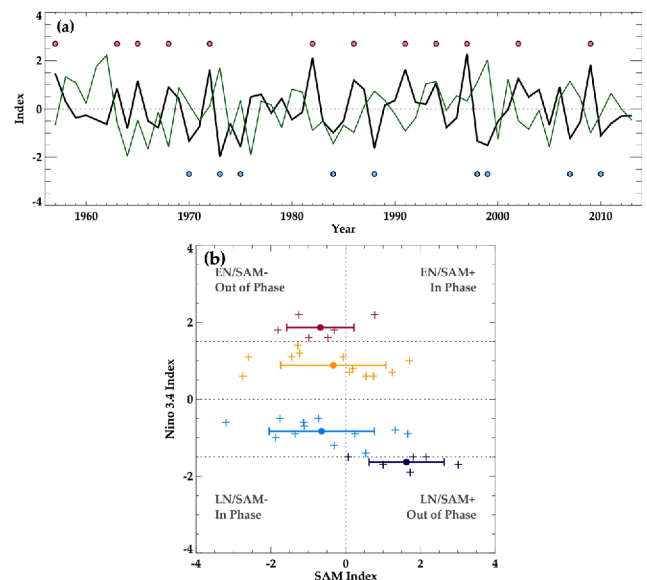 (a)
4
2
0
-2
-4
Index
1960 1970 1980 1990 2000 2010
Year
(b)
4
2
0
-2
-4
Nino 3.4 Index
EN/SAM-
Out of Phase
EN/SAM+
In Phase
LN/SAM-
In Phase
LN/SAM+
Out of Phase
-4 -2 0 2 4
SAM Index